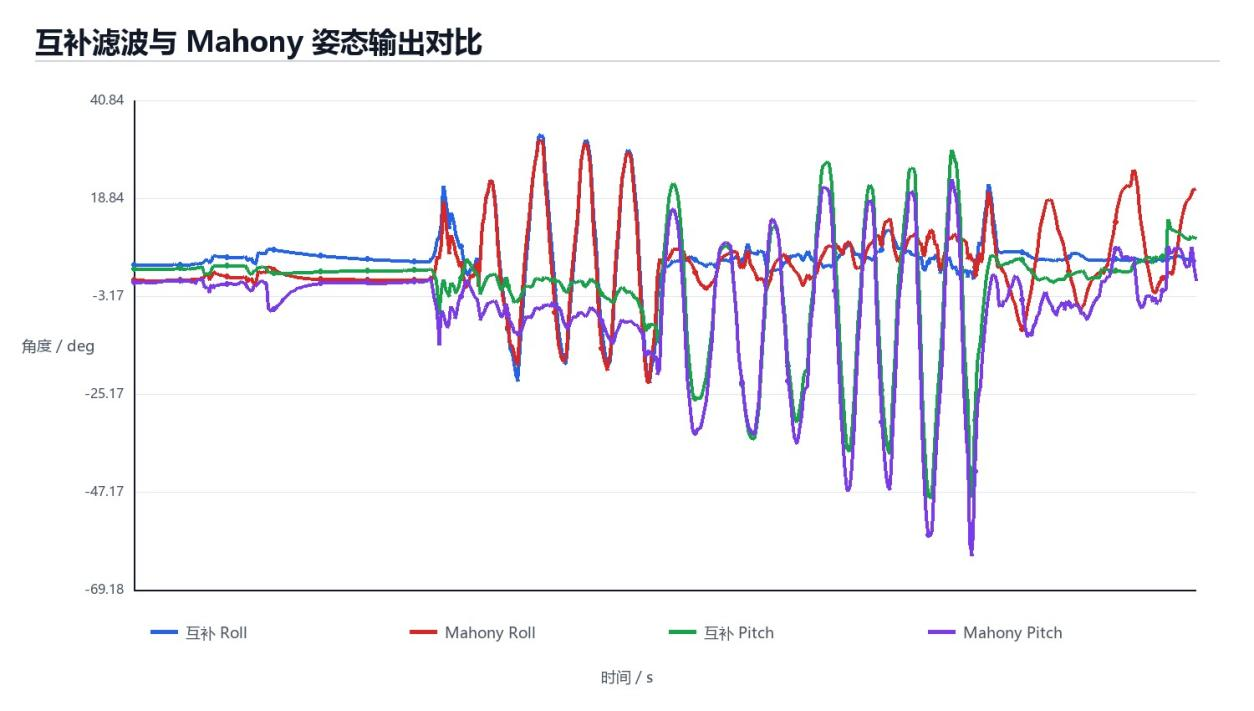 互补滤波与 Mahony 姿态输出对比
40.84
18.84
-3.17
角度 / deg
-25.17
-47.17
-69.18
互补 Roll
Mahony Roll
互补 Pitch
Mahony Pitch
时间 / s